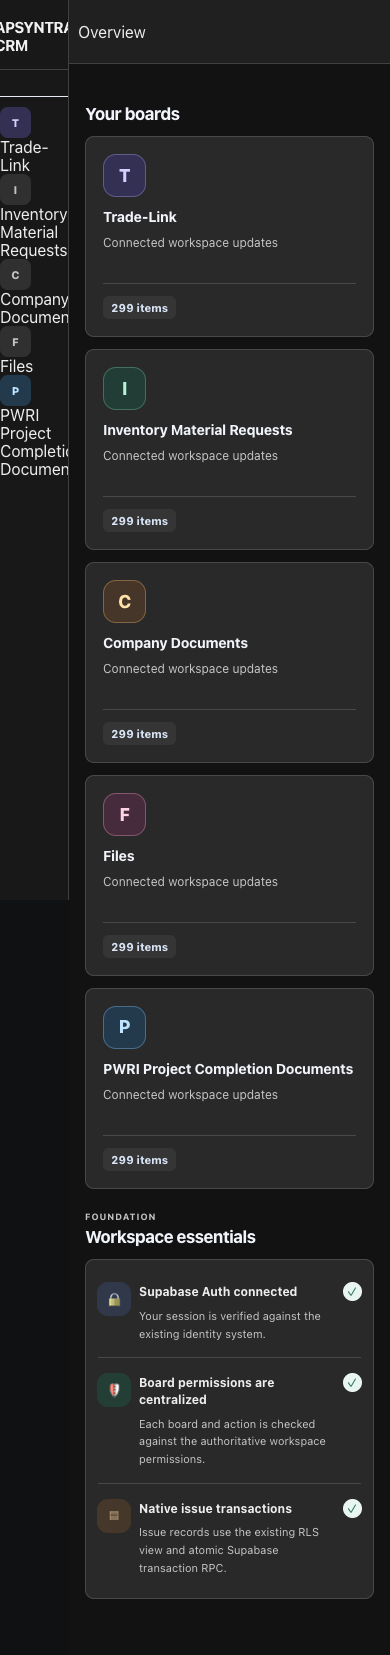 APSYNTRA
CRM
T
Trade-
Link
I
Inventory
Material
Requests
C
Company
Documen
F
Files
P
PWRI
Project
Completic
Documen
Overview
Your boards
T
Trade-Link
Connected workspace updates
299 items
I
Inventory Material Requests
Connected workspace updates
299 items
C
Company Documents
Connected workspace updates
299 items
F
Files
Connected workspace updates
299 items
P
PWRI Project Completion Documents
Connected workspace updates
299 items
FOUNDATION
Workspace essentials
Supabase Auth connected
Your session is verified against the
existing identity system.
Board permissions are
centralized
Each board and action is checked
against the authoritative workspace
permissions.
Native issue transactions
Issue records use the existing RLS
view and atomic Supabase
transaction RPC.